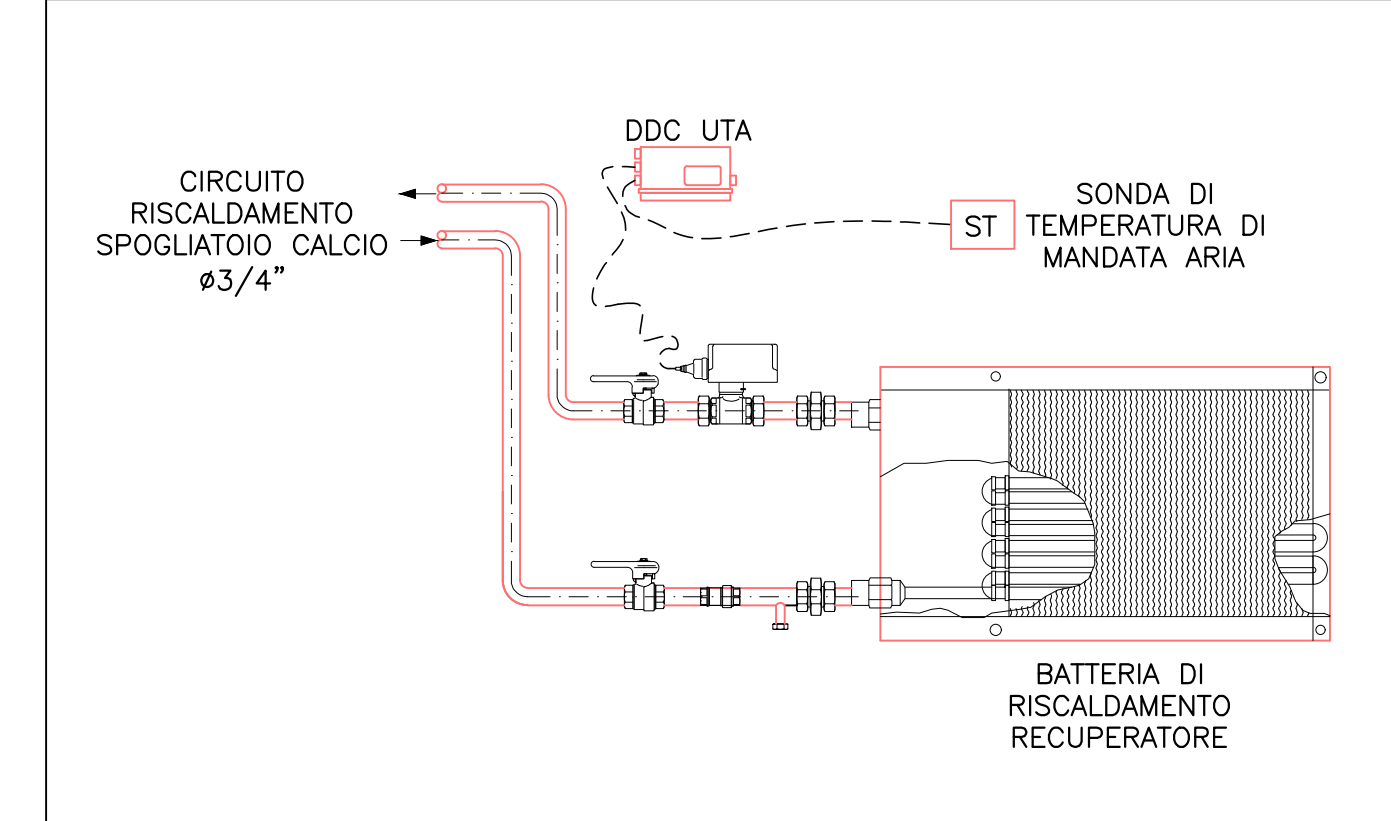 DDC UTA
CIRCUITO
RISCALDAMENTO
SPOGLIATOIO CALCIO
ø3/4"
ST
SONDA DI
TEMPERATURA DI
MANDATA ARIA
BATTERIA DI
RISCALDAMENTO
RECUPERATORE